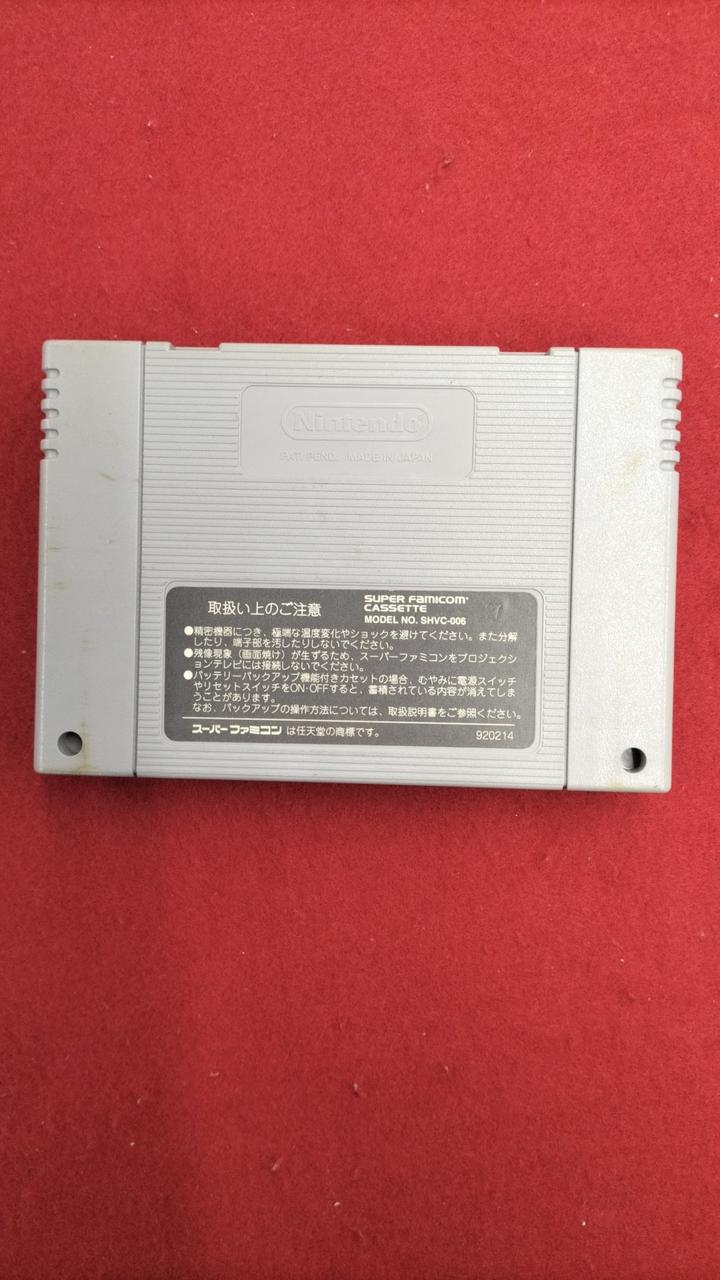 Nintendo
PAT. PEND. MADE IN JAPAN
取扱い上のご注意
SUPER FAMICOM
CASSETTE
MODEL NO. SHVC-006
●精密機器につき、極端な温度変化やショックを避けてください。また分解
したり、端子部を汚したりしないでください。
●残像現象（画面焼け）が生ずるため、スーパーファミコンをプロジェクシ
ョンテレビには接続しないでください。
●バッテリーバックアップ機能付きカセットの場合、むやみに電源スイッチ
やリセットスイッチをON・OFFすると、蓄積されている内容が消えてしま
うことがあります。
なお、バックアップの操作方法については、取扱説明書をご参照ください。
スーパーファミコン は任天堂の商標です。
920214